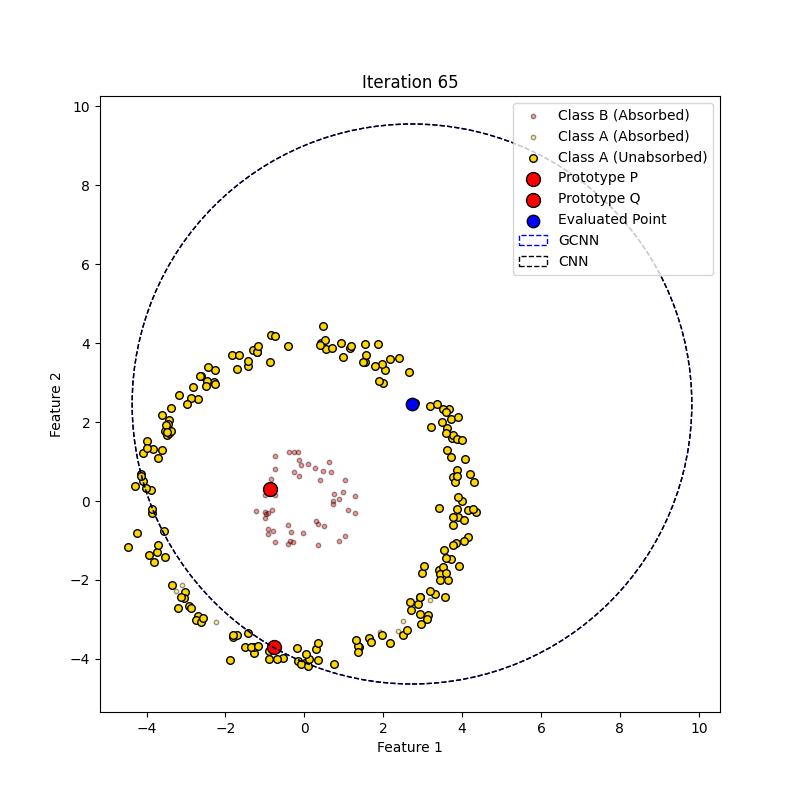 Iteration 65
Class B (Absorbed)
Class A (Absorbed)
Class A (Unabsorbed)
Prototype P
Prototype Q
Evaluated Point
GCNN
CNN
10
8
6
4
2
0
−2
−4
Feature 2
−4
−2
0
2
4
6
8
10
Feature 1